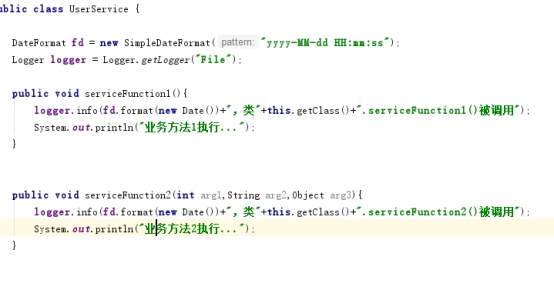 ublic class UserService {
DateFormat fd = new SimpleDateFormat( pattern: "yyyy-MM-dd HH:mm:ss");
Logger logger = Logger.getLogger("File");
public void serviceFunction1(){
logger.info(fd.format(new Date())+", 类"+this.getClass()+".serviceFunction1()被调用");
System.out.println("业务方法1执行...");
}
public void serviceFunction2(int arg1,String arg2,Object arg3){
logger.info(fd.format(new Date())+", 类"+this.getClass()+".serviceFunction2()被调用");
System.out.println("业务方法2执行...");
}